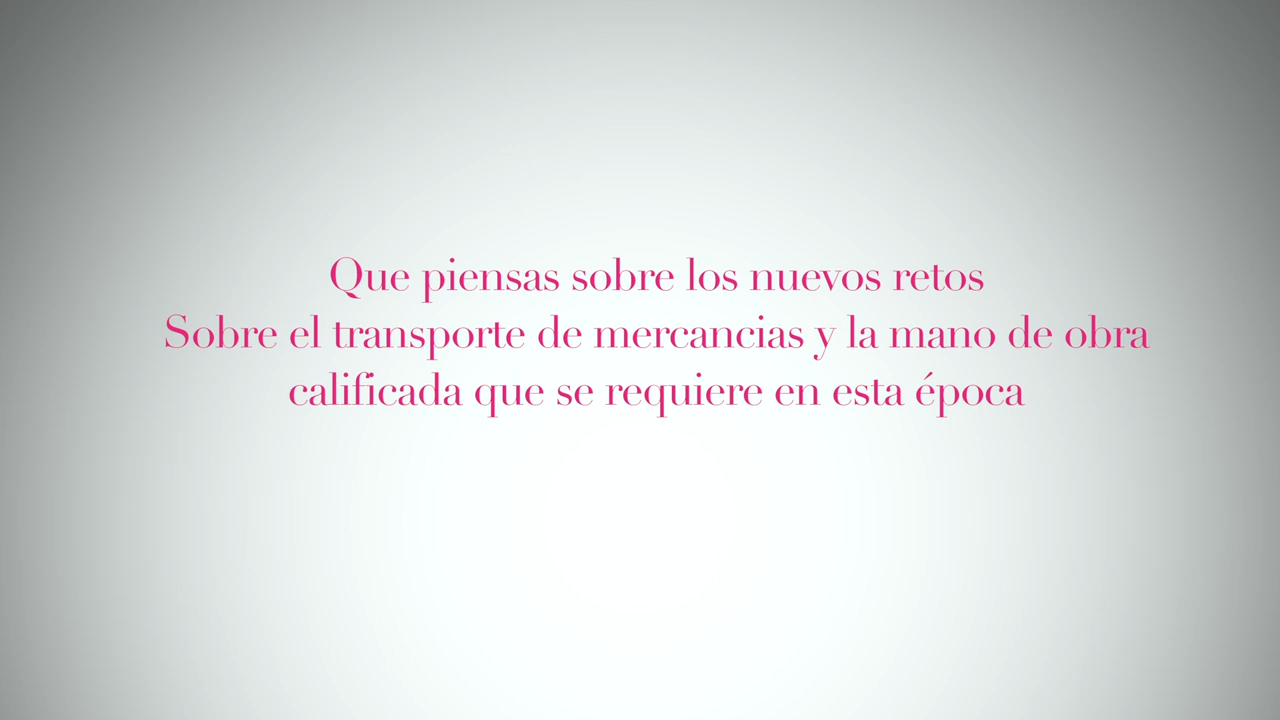 Que piensas sobre los nuevos retos
Sobre el transporte de mercancias y la mano de obra
calificada que se requiere en esta época